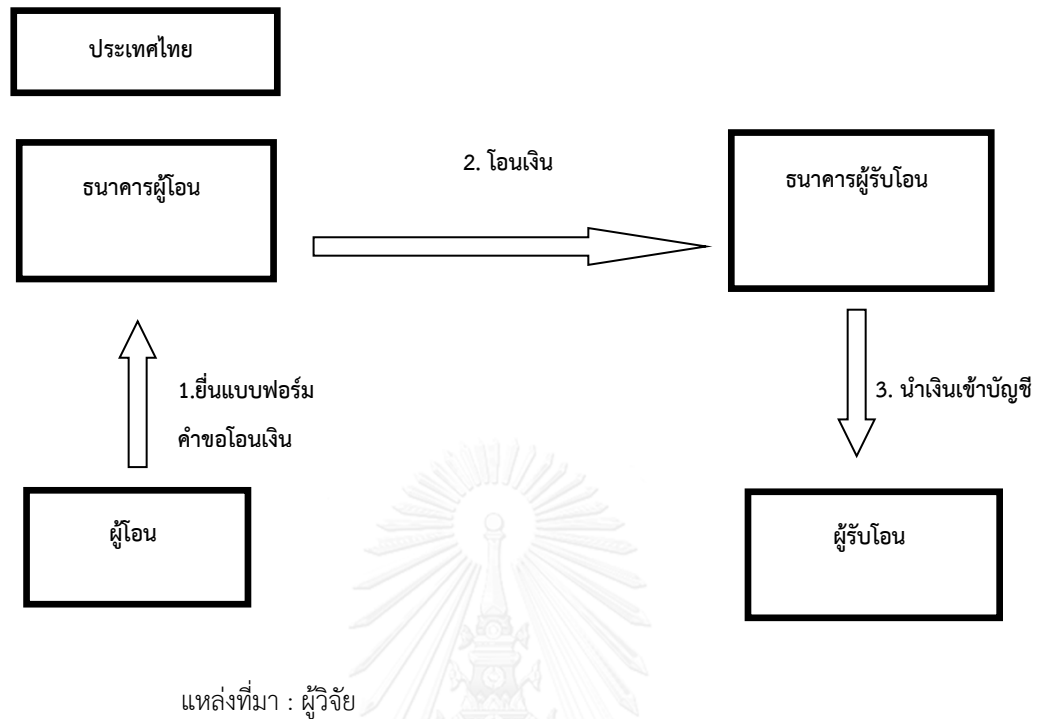 ประเทศไทย
ธนาคารผู้โอน
2. โอนเงิน
ธนาคารผู้รับโอน
1.ยื่นแบบฟอร์ม
คำขอโอนเงิน
3. นำเงินเข้าบัญชี
ผู้โอน
ผู้รับโอน
แหล่งที่มา : ผู้วิจัย